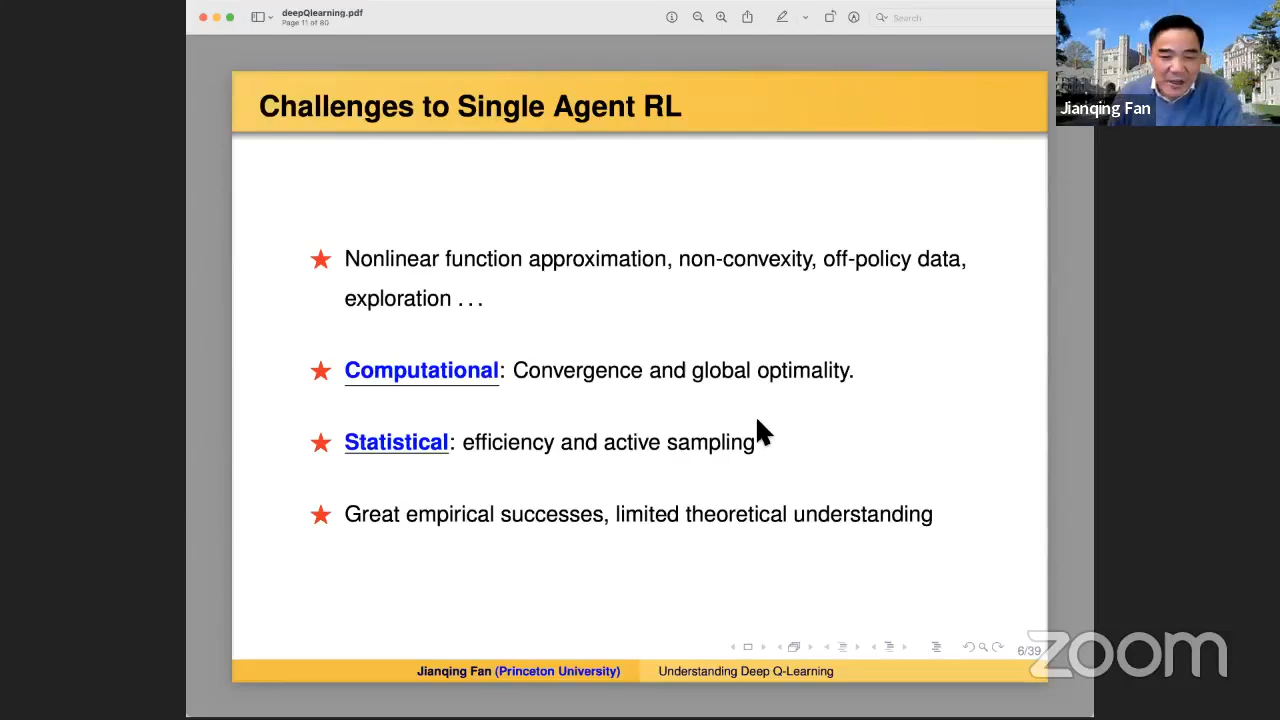 deepQlearning.pdf
Page 11 of 80
Search
Jianqing Fan
Challenges to Single Agent RL
Nonlinear function approximation, non-convexity, off-policy data,
exploration . . .
Computational: Convergence and global optimality.
Statistical: efficiency and active sampling
Great empirical successes, limited theoretical understanding
6/39
Jianqing Fan (Princeton University) Understanding Deep Q-Learning
zoom